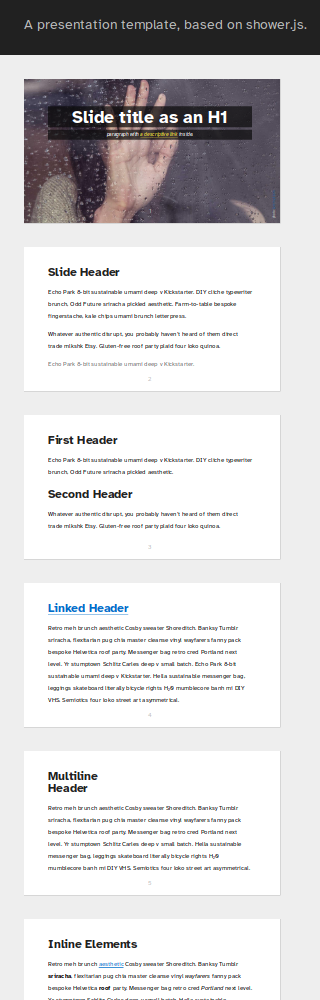 A presentation template, based on shower.js.
Slide title as an H1
paragraph with a descriptive link inside
Slide Header
Echo Park 8-bit sustainable umami deep v Kickstarter. DIY cliche typewriter
brunch. Odd Future sriracha pickled aesthetic. Farm-to-table bespoke
fingerstache, kale chips umami brunch letterpress.
Whatever authentic disrupt, you probably haven't heard of them direct
trade mlkshk Etsy. Gluten-free roof party plaid four loko quinoa.
Echo Park 8-bit sustainable umami deep v Kickstarter.
2
First Header
Echo Park 8-bit sustainable umami deep v Kickstarter. DIY cliche typewriter
brunch. Odd Future sriracha pickled aesthetic.
Second Header
Whatever authentic disrupt, you probably haven't heard of them direct
trade mlkshk Etsy. Gluten-free roof party plaid four loko quinoa.
3
Linked Header
Retro meh brunch aesthetic Cosby sweater Shoreditch. Banksy Tumblr
sriracha, flexitarian pug chia master cleanse vinyl wayfarers fanny pack
bespoke Helvetica roof party. Messenger bag retro cred Portland next
level. Yr stumptown Schlitz Carles deep v small batch. Echo Park 8-bit
sustainable umami deep v Kickstarter. Hella sustainable messenger bag,
leggings skateboard literally bicycle rights H₂0 mumblecore banh mi DIY
VHS. Semiotics four loko street art asymmetrical.
4
Multiline
Header
Retro meh brunch aesthetic Cosby sweater Shoreditch. Banksy Tumblr
sriracha, flexitarian pug chia master cleanse vinyl wayfarers fanny pack
bespoke Helvetica roof party. Messenger bag retro cred Portland next
level. Yr stumptown Schlitz Carles deep v small batch. Hella sustainable
messenger bag, leggings skateboard literally bicycle rights H₂0
mumblecore banh mi DIY VHS. Semiotics four loko street art asymmetrical.
5
Inline Elements
Retro meh brunch aesthetic Cosby sweater Shoreditch. Banksy Tumblr
sriracha, flexitarian pug chia master cleanse vinyl wayfarers fanny pack
bespoke Helvetica roof party. Messenger bag retro cred Portland next level.